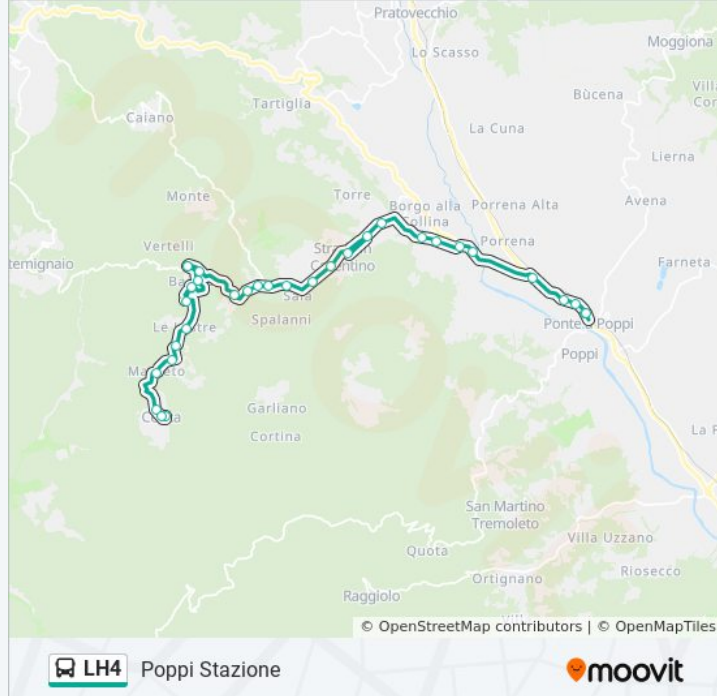 Pratovecchio
Moggiona
Lo Scasso
Bùcena
Tartiglia
Caiano
La Cuna
Lierna
Monte
Torre
Borgo alla
Collina
Porrena Alta
Avena
Vertelli
Porrena
Farneta
Sala
Spalanni
Ponte a Poppi
Poppi
Garliano
Cortina
San Martino
Tremoleto
Villa Uzzano
Quota
Riosecco
Ortignano
Raggiolo
© OpenStreetMap contributors | © OpenMapTiles
LH4 Poppi Stazione
moovit